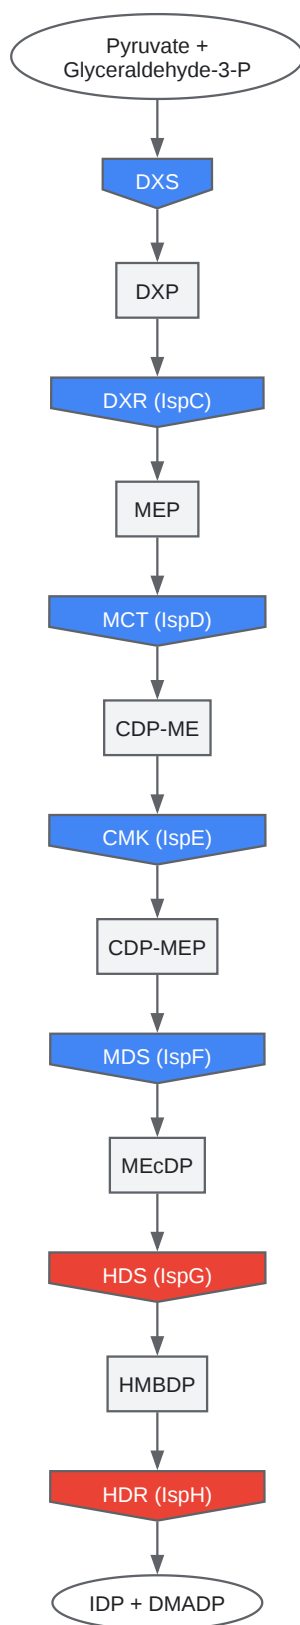 Pyruvate +
Glyceraldehyde-3-P
DXS
DXP
DXR (IspC)
MEP
MCT (IspD)
CDP-ME
CMK (IspE)
CDP-MEP
MDS (IspF)
MEcDP
HDS (IspG)
HMBDP
HDR (IspH)
IDP + DMADP